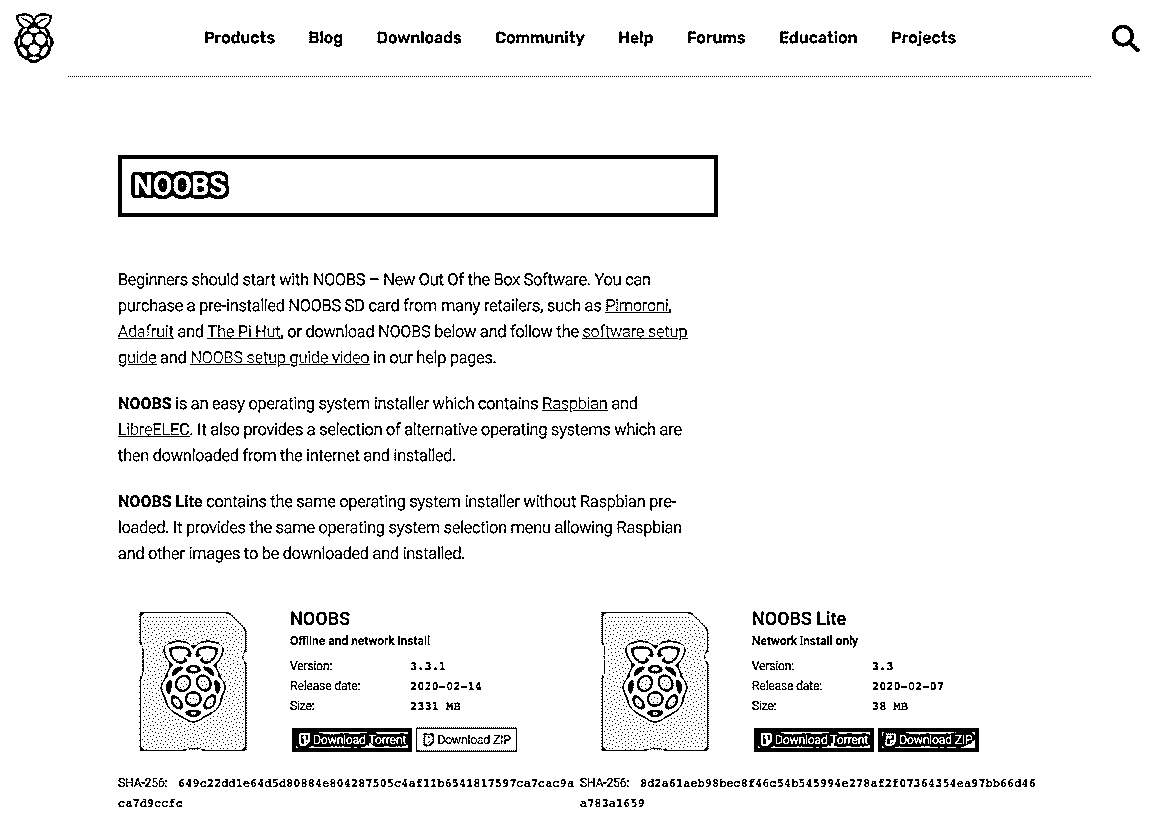 Products Blog Downloads Community Help Forums Education Projects
NOOBS
Beginners should start with NOOBS – New Out Of the Box Software. You can
purchase a pre-installed NOOBS SD card from many retailers, such as Pimoroni,
Adafruit and The Pi Hut, or download NOOBS below and follow the software setup
guide and NOOBS setup guide video in our help pages.
NOOBS is an easy operating system installer which contains Raspbian and
LibreELEC. It also provides a selection of alternative operating systems which are
then downloaded from the internet and installed.
NOOBS Lite contains the same operating system installer without Raspbian pre-
loaded. It provides the same operating system selection menu allowing Raspbian
and other images to be downloaded and installed.
NOOBS
Offline and network install
Version: 3.3.1
Release date: 2020-02-14
Size: 2331 MB
Download Torrent Download ZIP
SHA-256: 649c22dd1e64d5d80884e804287505c4af11b6541817597ca7cac9a
ca7d9ccfc
NOOBS Lite
Network install only
Version: 3.3
Release date: 2020-02-07
Size: 38 MB
Download Torrent Download ZIP
SHA-256: 8d2a61aeb98bec8f46c54b545994e278af2f07364354ea97bb66d46
a783a1659